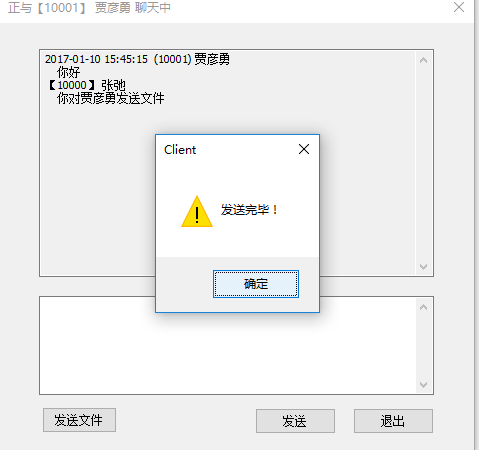 正与【10001】 贾彦勇 聊天中
2017-01-10 15:45:15 (10001) 贾彦勇
你好
【10000】张弛
你对贾彦勇发送文件
Client
发送完毕！
确定
发送文件
发送
退出